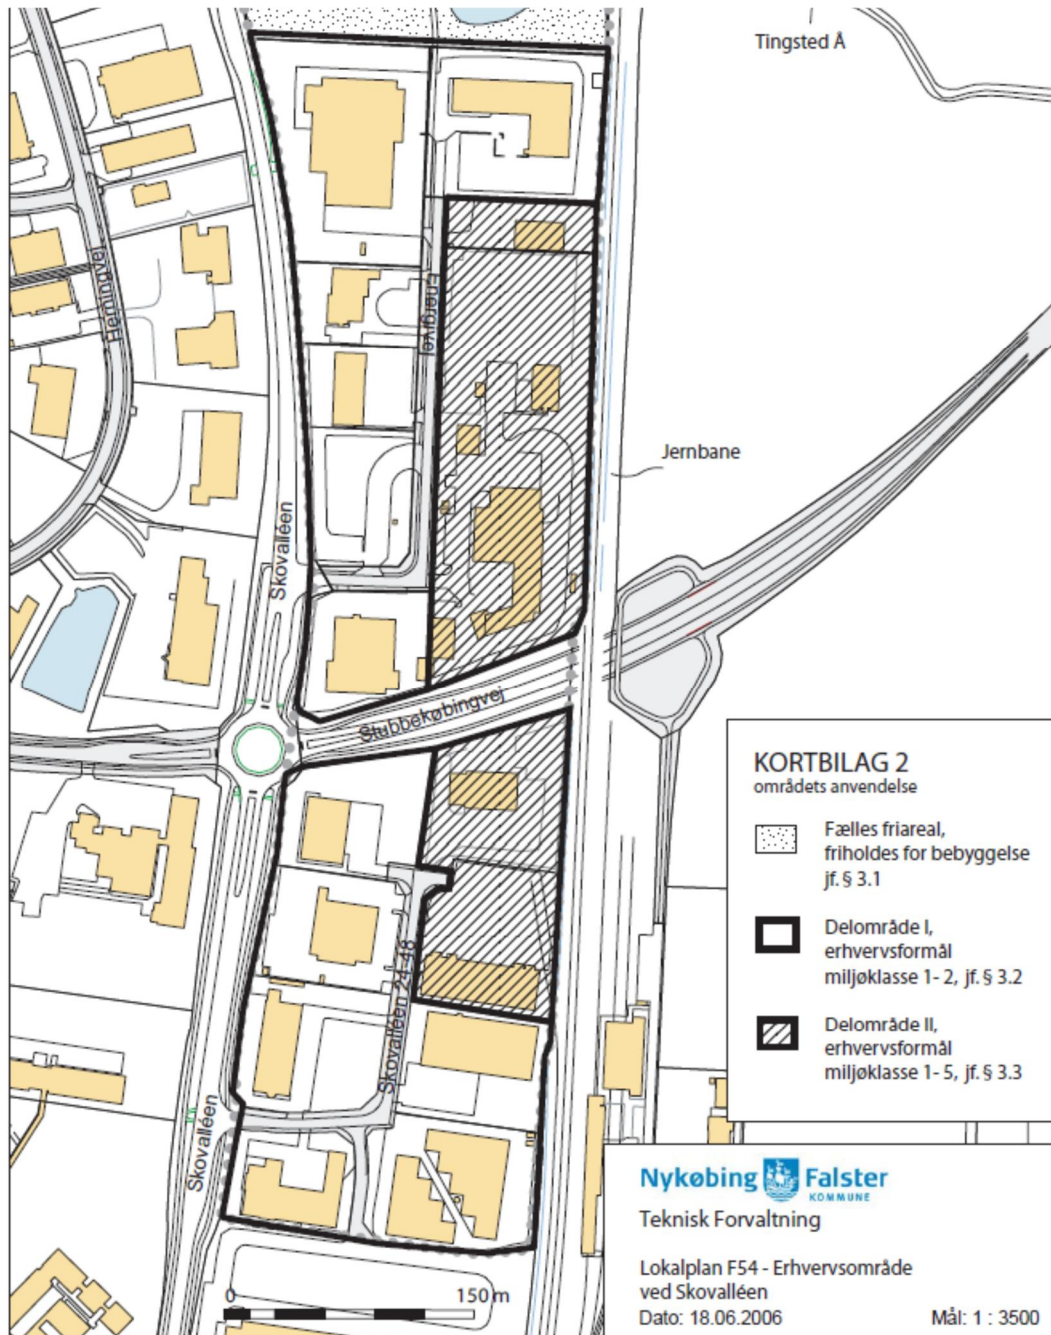 Tingsted Å
Herningvej
Energivej
Jernbane
Skovalléen
Stubbekøbingvej
Skovalléen 24-48
Skovalléen
KORTBILAG 2
områdets anvendelse
Fælles friareal,
friholdes for bebyggelse
jf. § 3.1
Delområde I,
erhvervsformål
miljøklasse 1- 2, jf. § 3.2
Delområde II,
erhvervsformål
miljøklasse 1- 5, jf. § 3.3
Nykøbing Falster
KOMMUNE
Teknisk Forvaltning
Lokalplan F54 - Erhvervsområde
ved Skovalléen
Dato: 18.06.2006 Mål: 1 : 3500
0 150 m